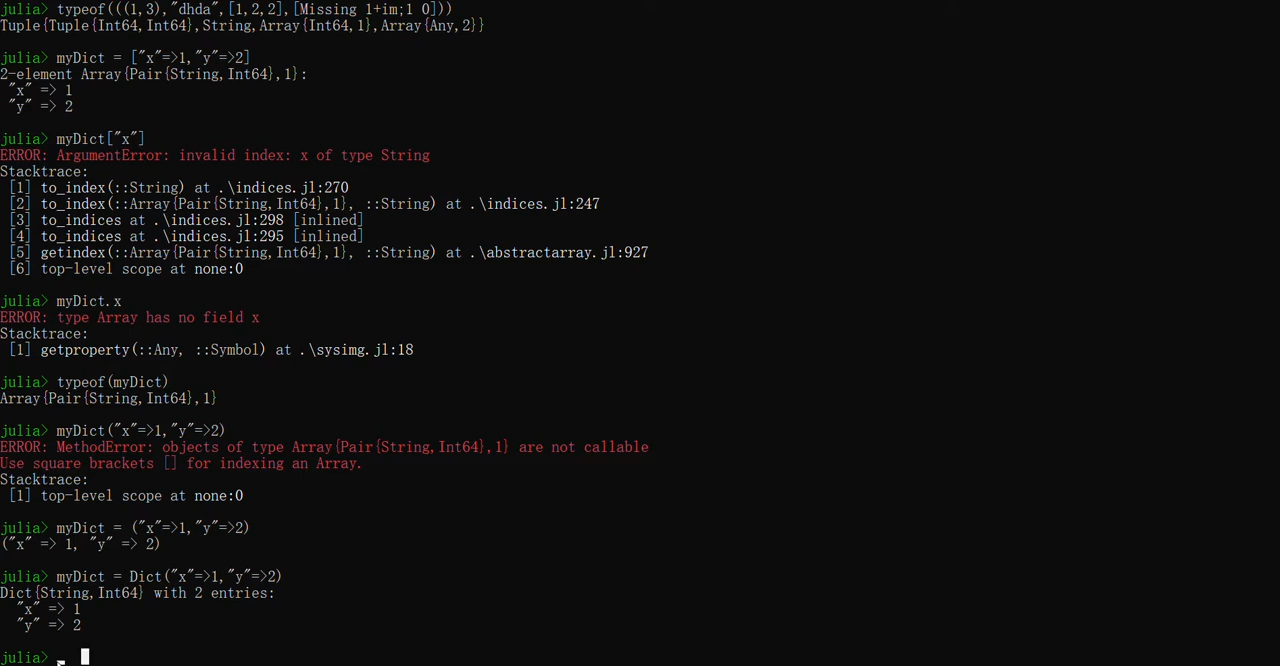 julia> typeof(((1,3),"dhda",[1,2,2],[Missing 1+im;1 0]))
Tuple{Tuple{Int64,Int64},String,Array{Int64,1},Array{Any,2}}
julia> myDict = ["x"=>1,"y"=>2]
2-element Array{Pair{String,Int64},1}:
 "x" => 1
 "y" => 2
julia> myDict["x"]
ERROR: ArgumentError: invalid index: x of type String
Stacktrace:
 [1] to_index(::String) at .\indices.jl:270
 [2] to_index(::Array{Pair{String,Int64},1}, ::String) at .\indices.jl:247
 [3] to_indices at .\indices.jl:298 [inlined]
 [4] to_indices at .\indices.jl:295 [inlined]
 [5] getindex(::Array{Pair{String,Int64},1}, ::String) at .\abstractarray.jl:927
 [6] top-level scope at none:0
julia> myDict.x
ERROR: type Array has no field x
Stacktrace:
 [1] getproperty(::Any, ::Symbol) at .\sysimg.jl:18
julia> typeof(myDict)
Array{Pair{String,Int64},1}
julia> myDict("x"=>1,"y"=>2)
ERROR: MethodError: objects of type Array{Pair{String,Int64},1} are not callable
Use square brackets [] for indexing an Array.
Stacktrace:
 [1] top-level scope at none:0
julia> myDict = ("x"=>1,"y"=>2)
("x" => 1, "y" => 2)
julia> myDict = Dict("x"=>1,"y"=>2)
Dict{String,Int64} with 2 entries:
  "x" => 1
  "y" => 2
julia>